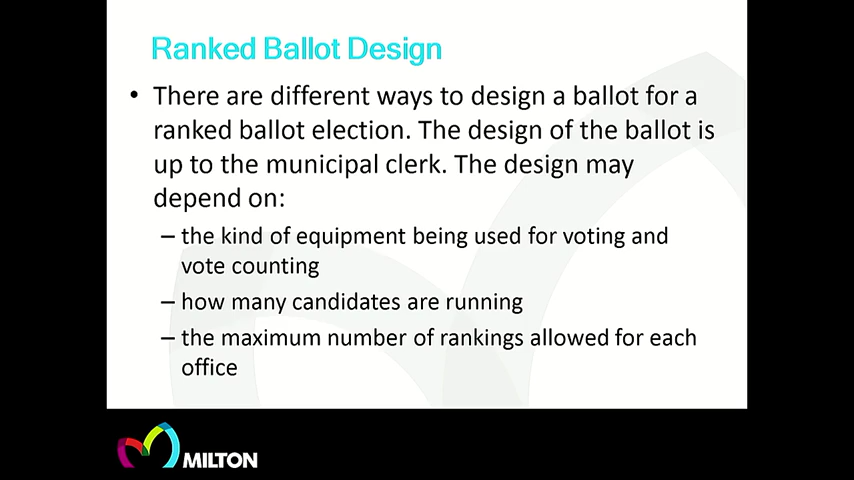 Ranked Ballot Design
• There are different ways to design a ballot for a
ranked ballot election. The design of the ballot is
up to the municipal clerk. The design may
depend on:
– the kind of equipment being used for voting and
vote counting
– how many candidates are running
– the maximum number of rankings allowed for each
office
MILTON